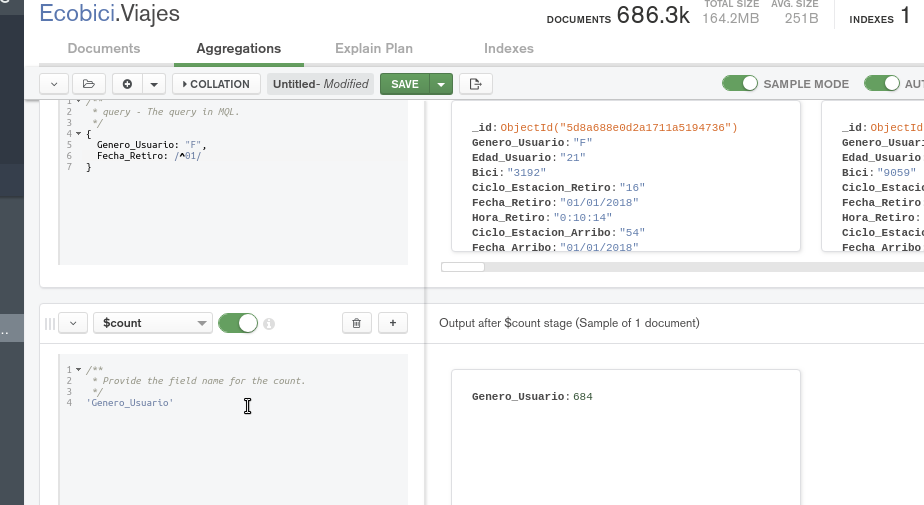 Ecobici.Viajes
DOCUMENTS 686.3k
TOTAL SIZE
164.2MB
AVG. SIZE
251B
INDEXES 1
Documents
Aggregations
Explain Plan
Indexes
COLLATION
Untitled- Modified
SAVE
SAMPLE MODE
AUT
1 /**
2 * query - The query in MQL.
3 */
4 {
5 Genero_Usuario: "F",
6 Fecha_Retiro: /^01/
7 }
_id: ObjectId("5d8a688e0d2a1711a5194736")
Genero_Usuario: "F"
Edad_Usuario: "21"
Bici: "3192"
Ciclo_Estacion_Retiro: "16"
Fecha_Retiro: "01/01/2018"
Hora_Retiro: "0:10:14"
Ciclo_Estacion_Arribo: "54"
Fecha_Arribo: "01/01/2018"
_id: ObjectId
Genero_Usuari
Edad_Usuario
Bici: "9059"
Ciclo_Estacio
Fecha_Retiro:
Hora_Retiro:
Ciclo_Estacio
Fecha_Arribo:
..
$count
Output after $count stage (Sample of 1 document)
1 /**
2 * Provide the field name for the count.
3 */
4 'Genero_Usuario'
Genero_Usuario: 684